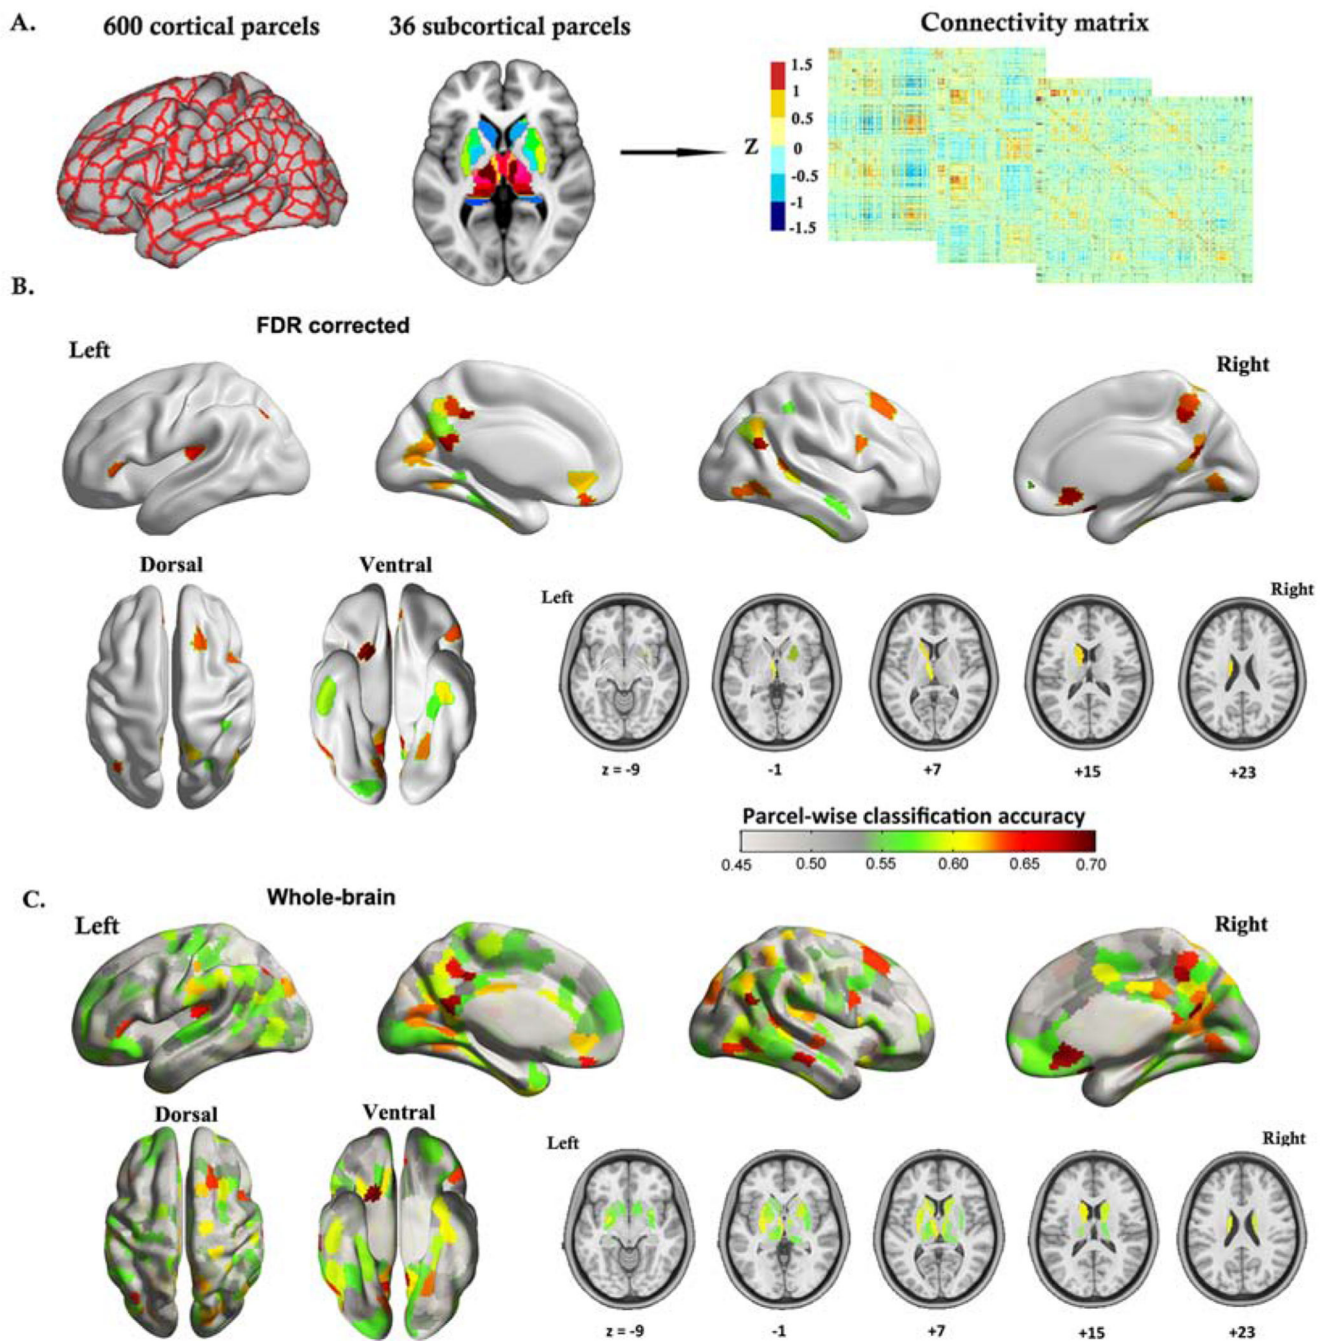 A.
600 cortical parcels
36 subcortical parcels
Connectivity matrix
Z
1.5
1
0.5
0
-0.5
-1
-1.5
B.
FDR corrected
Left
Right
Dorsal
Ventral
Left
Right
z = -9
-1
+7
+15
+23
Parcel-wise classification accuracy
0.45 0.50 0.55 0.60 0.65 0.70
C.
Whole-brain
Left
Right
Dorsal
Ventral
Left
Right
z = -9
-1
+7
+15
+23